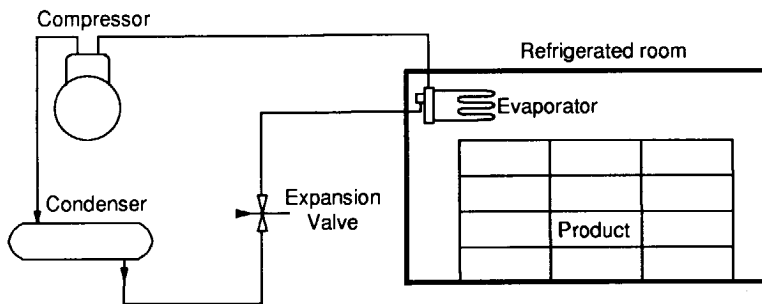 Compressor
Refrigerated room
Evaporator
Condenser
Expansion
Valve
Product